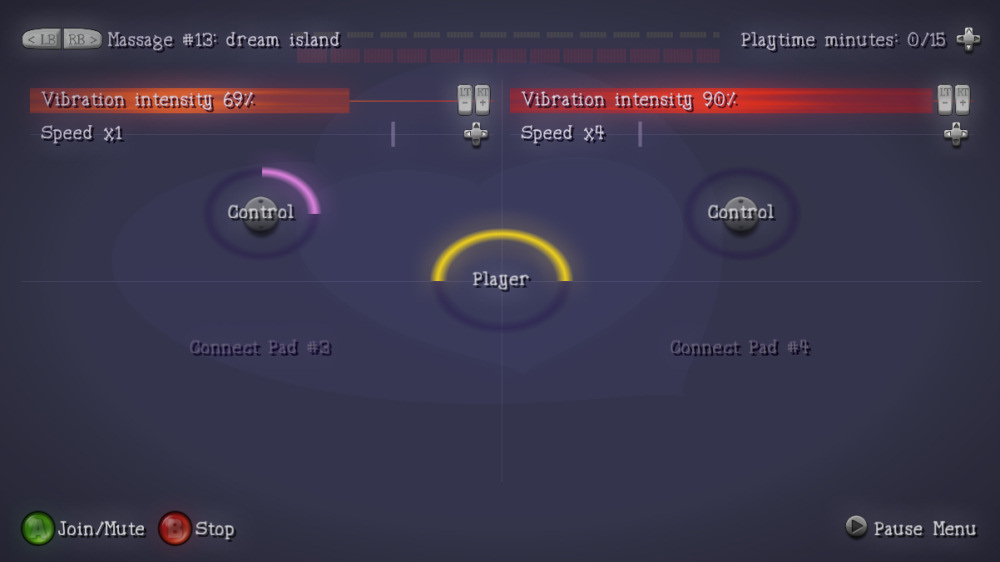 < LB RB > Massage #13: dream island
Playtime minutes: 0/15
Vibration intensity 69%
LT - RT +
Vibration intensity 90%
LT - RT +
Speed x1
Speed x4
Control
Control
Player
Connect Pad #3
Connect Pad #4
A Join/Mute B Stop
Pause Menu